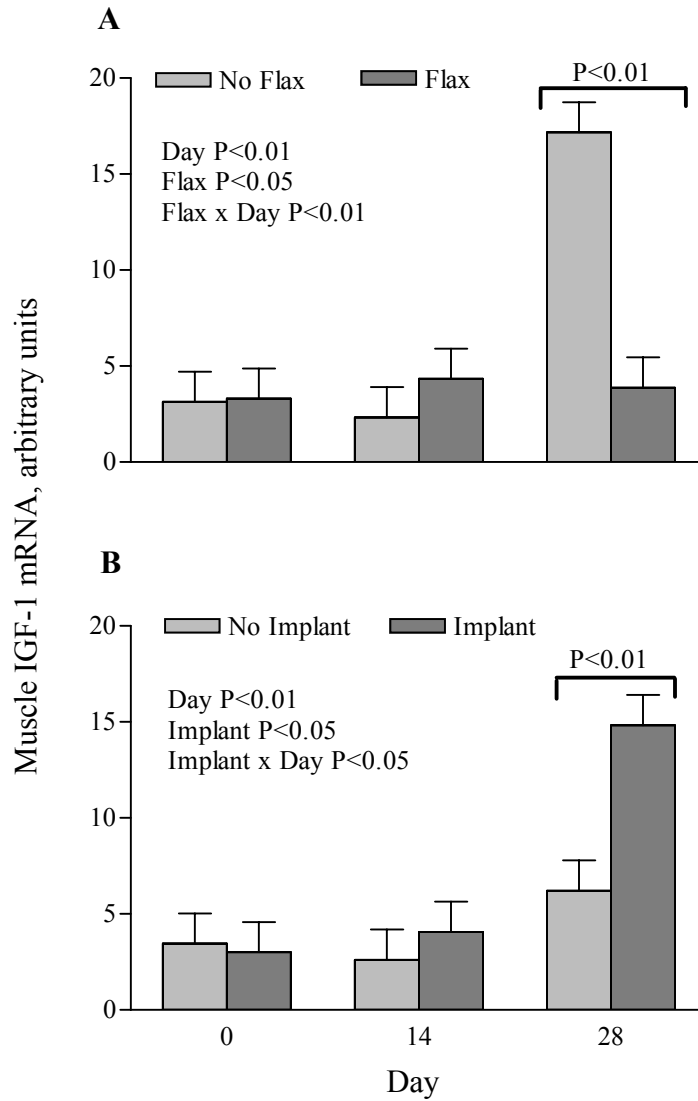 A
No Flax Flax
P<0.01
Day P<0.01
Flax P<0.05
Flax x Day P<0.01
20
15
10
5
0
Muscle IGF-1 mRNA, arbitrary units
B
No Implant Implant
P<0.01
Day P<0.01
Implant P<0.05
Implant x Day P<0.05
20
15
10
5
0
0 14 28
Day